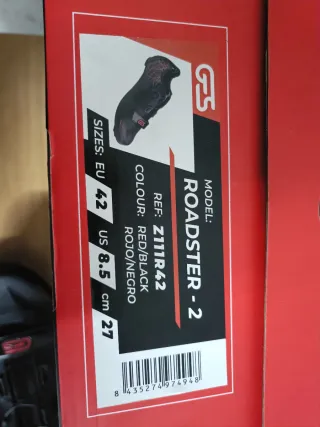 GES
MODEL:
ROADSTER - 2
REF: Z111R42
COLOUR: RED/BLACK
ROJO/NEGRO
SIZES: EU 42 US 8.5 cm 27
8 435274 974948